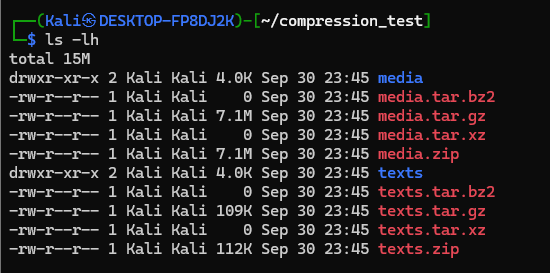 ┌──(Kali㉿DESKTOP-FP8DJ2K)-[~/compression_test]
└─$ ls -lh
total 15M
drwxr-xr-x 2 Kali Kali 4.0K Sep 30 23:45 media
-rw-r--r-- 1 Kali Kali    0 Sep 30 23:45 media.tar.bz2
-rw-r--r-- 1 Kali Kali 7.1M Sep 30 23:45 media.tar.gz
-rw-r--r-- 1 Kali Kali    0 Sep 30 23:45 media.tar.xz
-rw-r--r-- 1 Kali Kali 7.1M Sep 30 23:45 media.zip
drwxr-xr-x 2 Kali Kali 4.0K Sep 30 23:45 texts
-rw-r--r-- 1 Kali Kali    0 Sep 30 23:45 texts.tar.bz2
-rw-r--r-- 1 Kali Kali 109K Sep 30 23:45 texts.tar.gz
-rw-r--r-- 1 Kali Kali    0 Sep 30 23:45 texts.tar.xz
-rw-r--r-- 1 Kali Kali 112K Sep 30 23:45 texts.zip